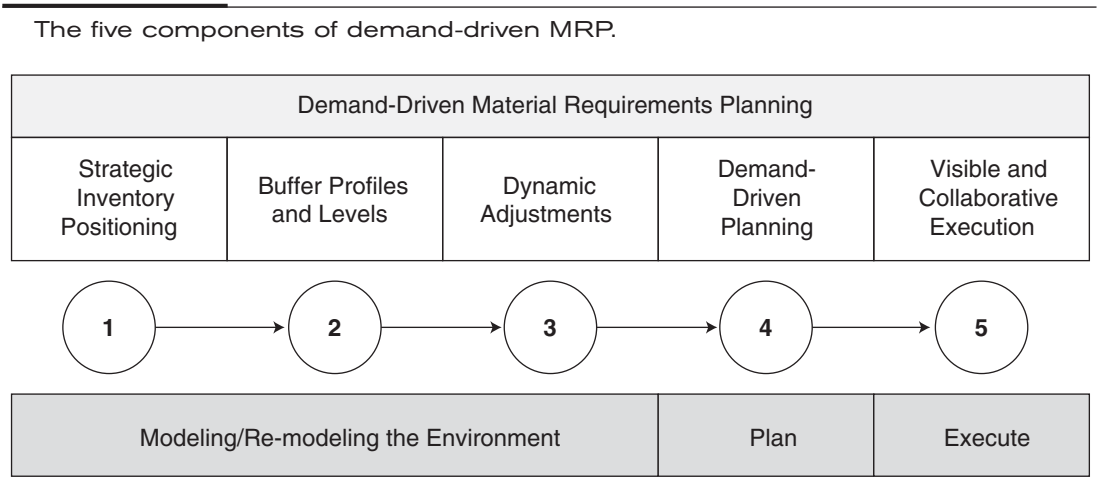 The five components of demand-driven MRP.
Demand-Driven Material Requirements Planning
Strategic
Inventory
Positioning
Buffer Profiles
and Levels
Dynamic
Adjustments
Demand-
Driven
Planning
Visible and
Collaborative
Execution
1
2
3
4
5
Modeling/Re-modeling the Environment
Plan
Execute